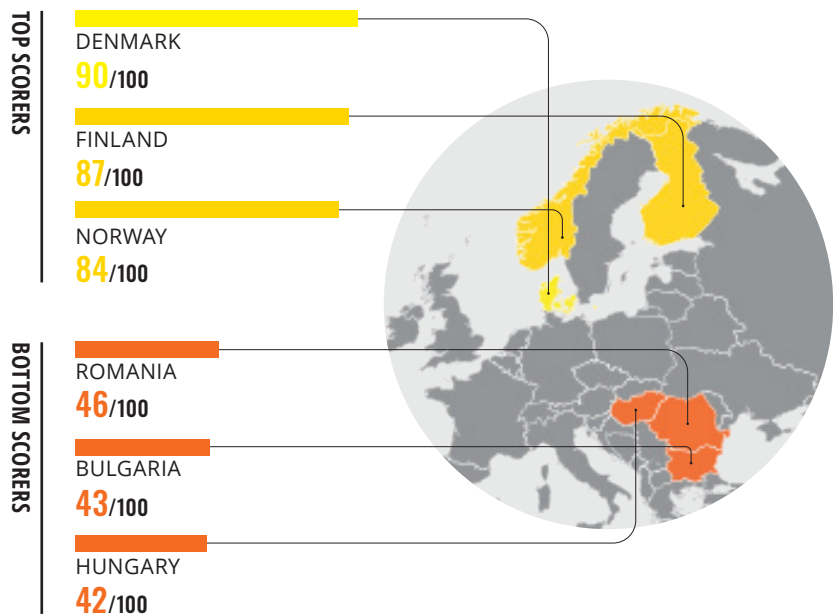 TOP SCORERS
DENMARK
90/100
FINLAND
87/100
NORWAY
84/100
BOTTOM SCORERS
ROMANIA
46/100
BULGARIA
43/100
HUNGARY
42/100